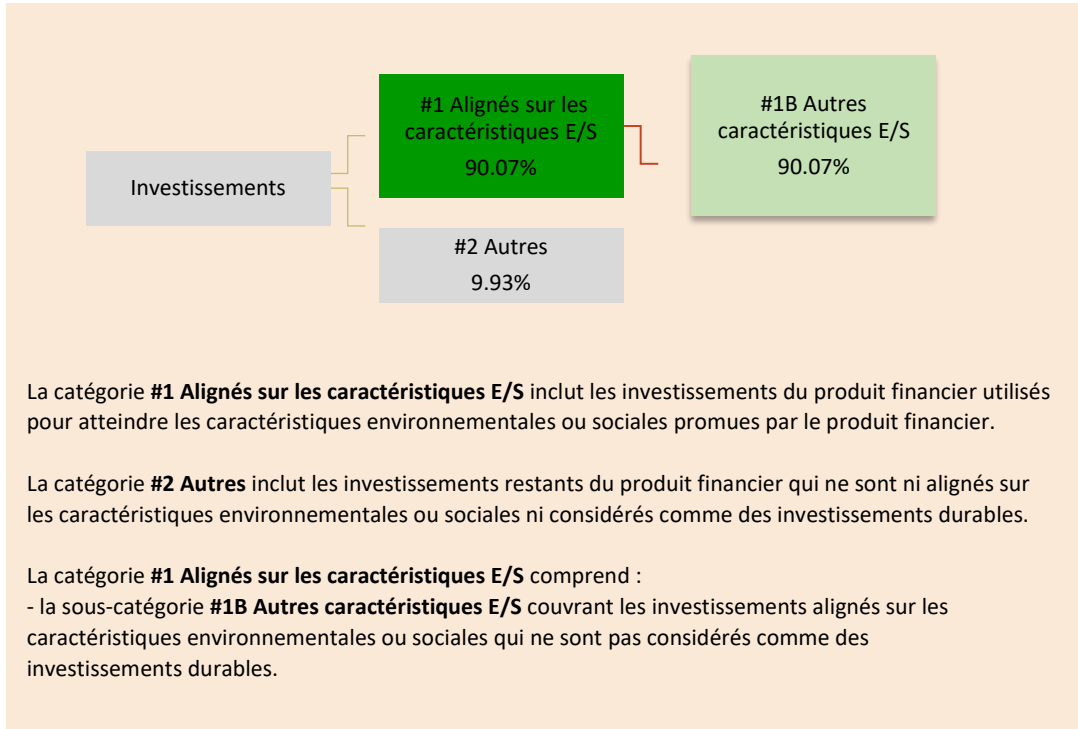 #1 Alignés sur les
caractéristiques E/S
90.07%
#1B Autres
caractéristiques E/S
90.07%
Investissements
#2 Autres
9.93%
La catégorie #1 Alignés sur les caractéristiques E/S inclut les investissements du produit financier utilisés
pour atteindre les caractéristiques environnementales ou sociales promues par le produit financier.
La catégorie #2 Autres inclut les investissements restants du produit financier qui ne sont ni alignés sur
les caractéristiques environnementales ou sociales ni considérés comme des investissements durables.
La catégorie #1 Alignés sur les caractéristiques E/S comprend :
- la sous-catégorie #1B Autres caractéristiques E/S couvrant les investissements alignés sur les
caractéristiques environnementales ou sociales qui ne sont pas considérés comme des
investissements durables.